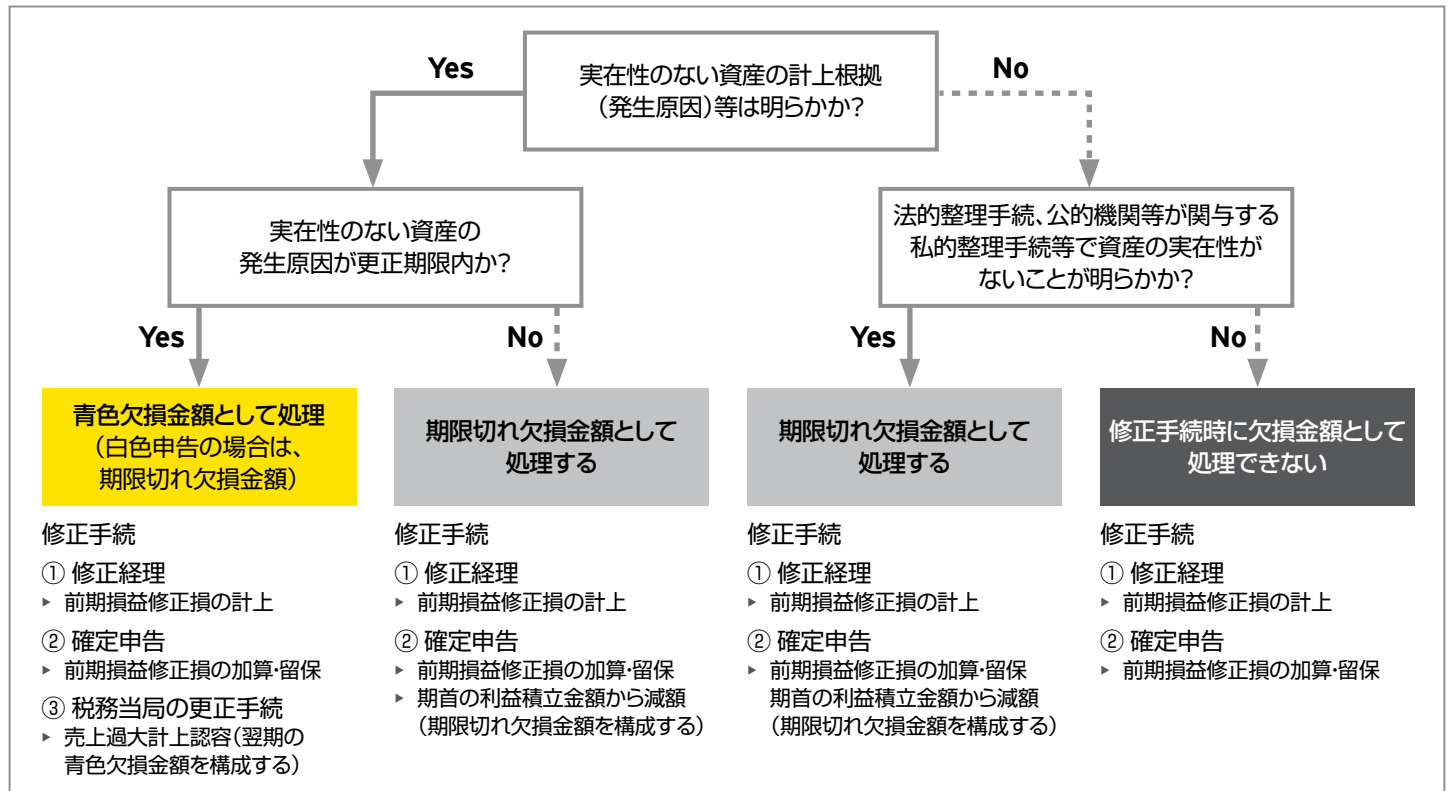 Yes
実在性のない資産の計上根拠
(発生原因)等は明らかか?
No
実在性のない資産の
発生原因が更正期限内か?
法的整理手続、公的機関等が関与する
私的整理手続等で資産の実在性が
ないことが明らかか?
Yes
No
Yes
No
青色欠損金額として処理
(白色申告の場合は、
期限切れ欠損金額)
期限切れ欠損金額として
処理する
期限切れ欠損金額として
処理する
修正手続時に欠損金額として
処理できない
修正手続
① 修正経理
▸ 前期損益修正損の計上
② 確定申告
▸ 前期損益修正損の加算・留保
③ 税務当局の更正手続
▸ 売上過大計上認容(翌期の
青色欠損金額を構成する)
修正手続
① 修正経理
▸ 前期損益修正損の計上
② 確定申告
▸ 前期損益修正損の加算・留保
▸ 期首の利益積立金額から減額
(期限切れ欠損金額を構成する)
修正手続
① 修正経理
▸ 前期損益修正損の計上
② 確定申告
▸ 前期損益修正損の加算・留保
期首の利益積立金額から減額
(期限切れ欠損金額を構成する)
修正手続
① 修正経理
▸ 前期損益修正損の計上
② 確定申告
▸ 前期損益修正損の加算・留保